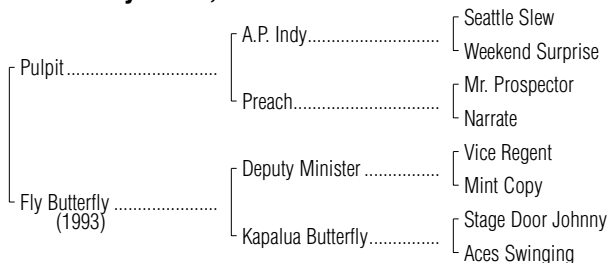 Seattle Slew
A.P. Indy..................................
Weekend Surprise
Pulpit...............................
Mr. Prospector
Preach.....................................
Narrate
Vice Regent
Deputy Minister ...................
Mint Copy
Fly Butterfly .....................
(1993)
Stage Door Johnny
Kapalua Butterfly.................
Aces Swinging